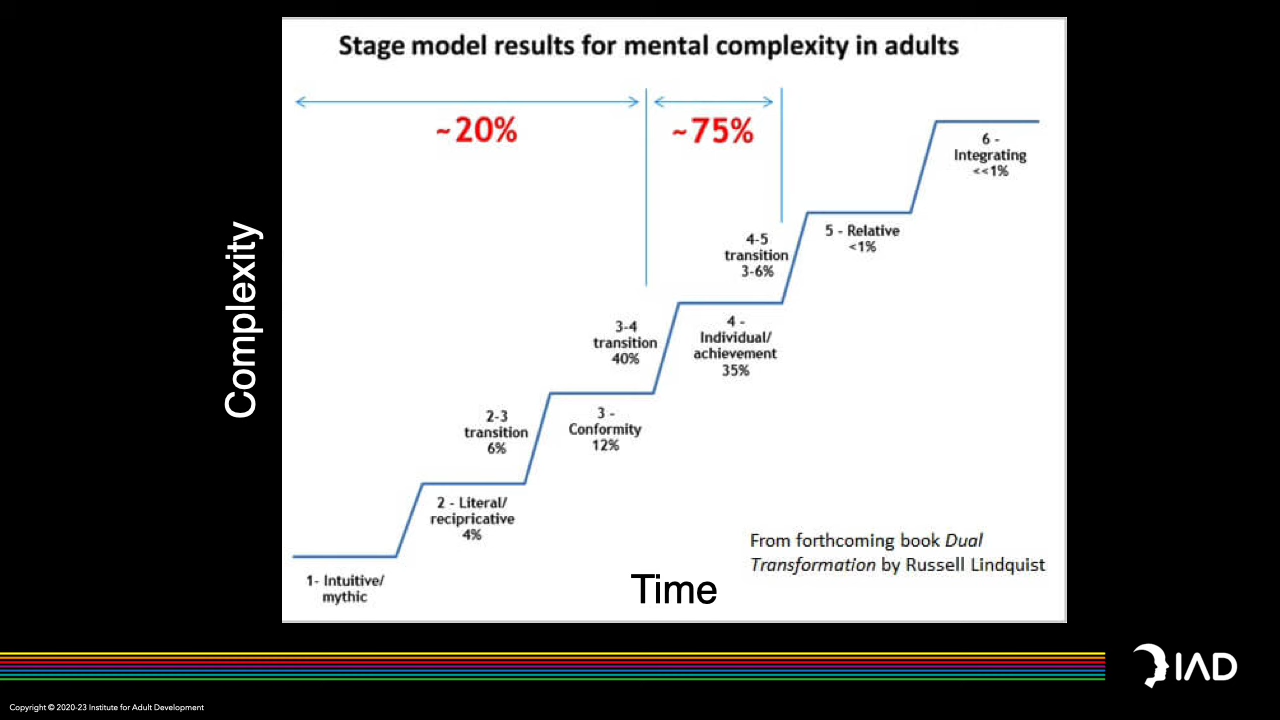 Stage model results for mental complexity in adults
~20%
~75%
6 -
Integrating
<<1%
5 - Relative
<1%
4-5
transition
3-6%
4 -
Individual/
achievement
35%
3-4
transition
40%
3 -
Conformity
12%
2-3
transition
6%
2 - Literal/
recipricative
4%
1- Intuitive/
mythic
Complexity
Time
From forthcoming book Dual
Transformation by Russell Lindquist
IAD
Copyright © 2020-23 Institute for Adult Development